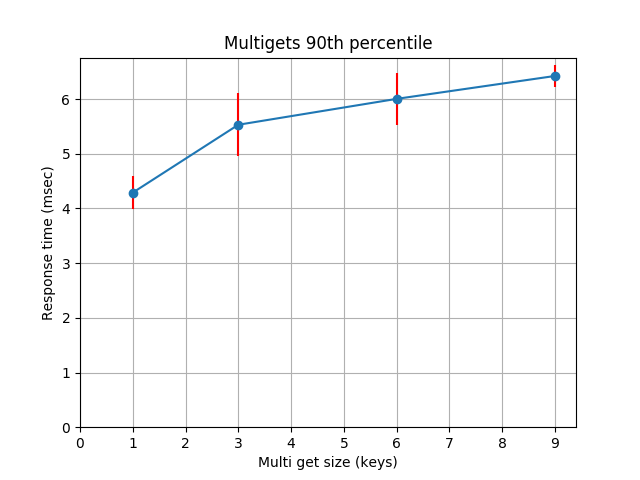 Multigets 90th percentile
Response time (msec)
6
5
4
3
2
1
0
0 1 2 3 4 5 6 7 8 9
Multi get size (keys)